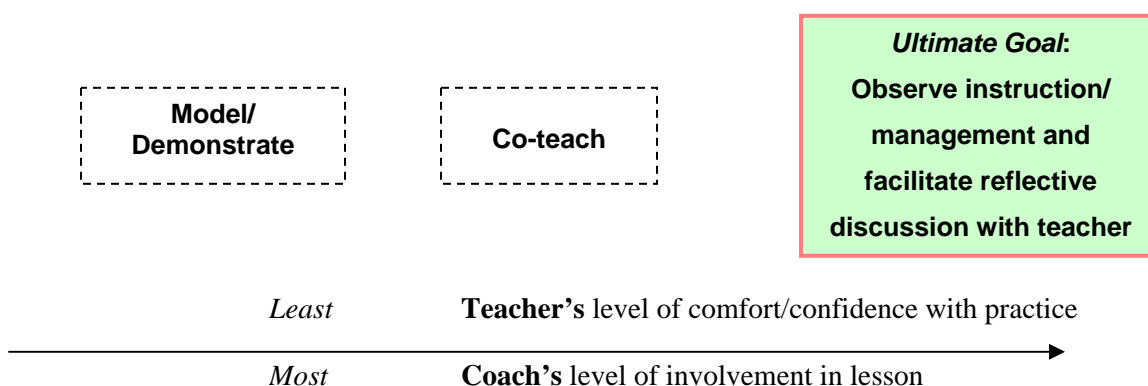 Model/
Demonstrate
Co-teach
Ultimate Goal:
Observe instruction/
management and
facilitate reflective
discussion with teacher
Least Teacher's level of comfort/confidence with practice
Most Coach's level of involvement in lesson